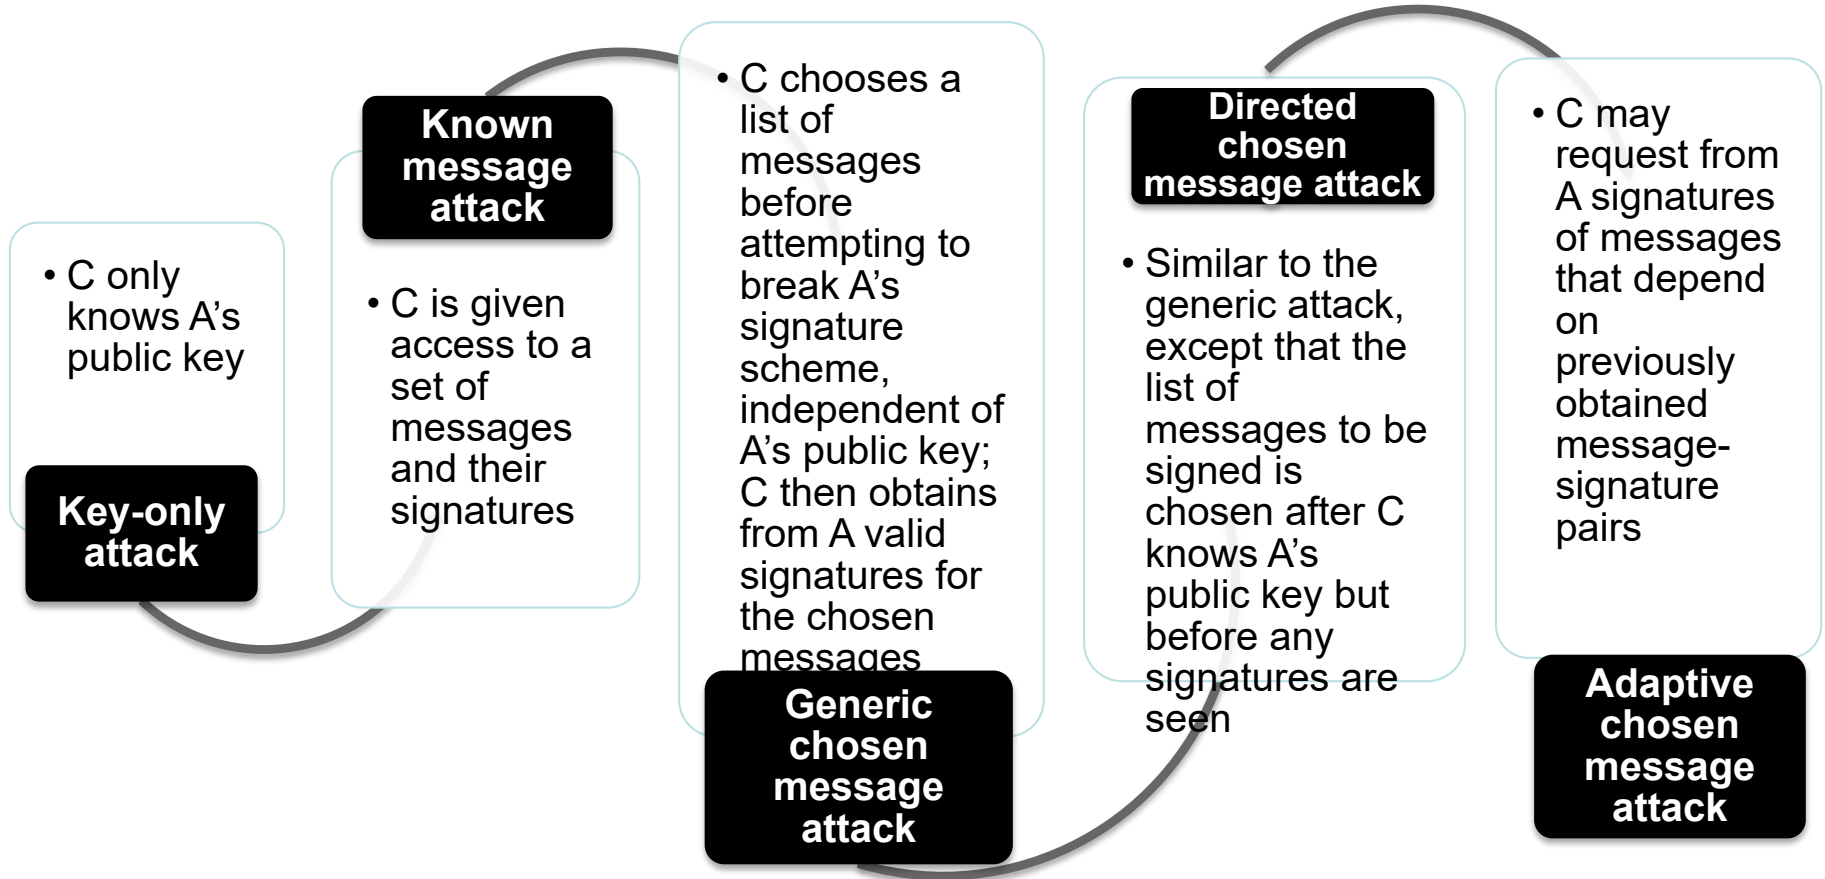 • C only
knows A’s
public key
Key-only
attack
Known
message
attack
• C is given
access to a
set of
messages
and their
signatures
• C chooses a
list of
messages
before
attempting to
break A’s
signature
scheme,
independent of
A’s public key;
C then obtains
from A valid
signatures for
the chosen
messages
Generic
chosen
message
attack
Directed
chosen
message attack
• Similar to the
generic attack,
except that the
list of
messages to be
signed is
chosen after C
knows A’s
public key but
before any
signatures are
seen
• C may
request from
A signatures
of messages
that depend
on
previously
obtained
message-
signature
pairs
Adaptive
chosen
message
attack